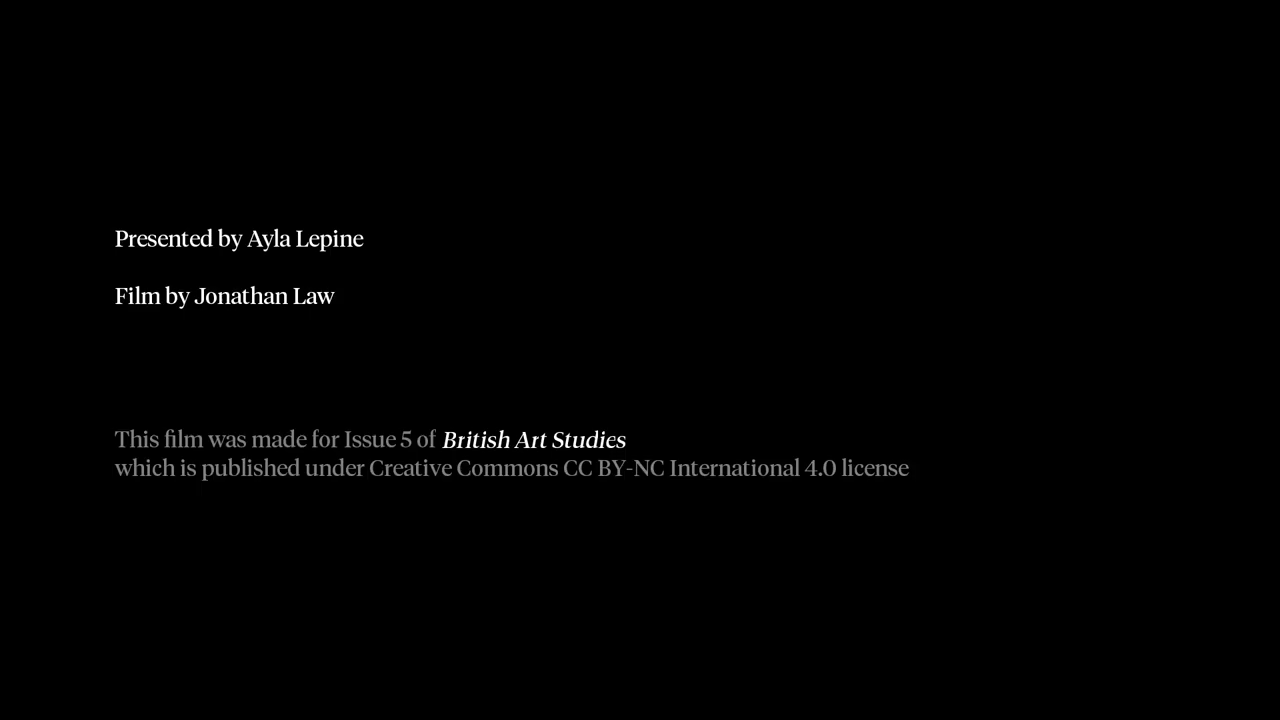 Presented by Ayla Lepine
Film by Jonathan Law
This film was made for Issue 5 of British Art Studies
which is published under Creative Commons CC BY-NC International 4.0 license